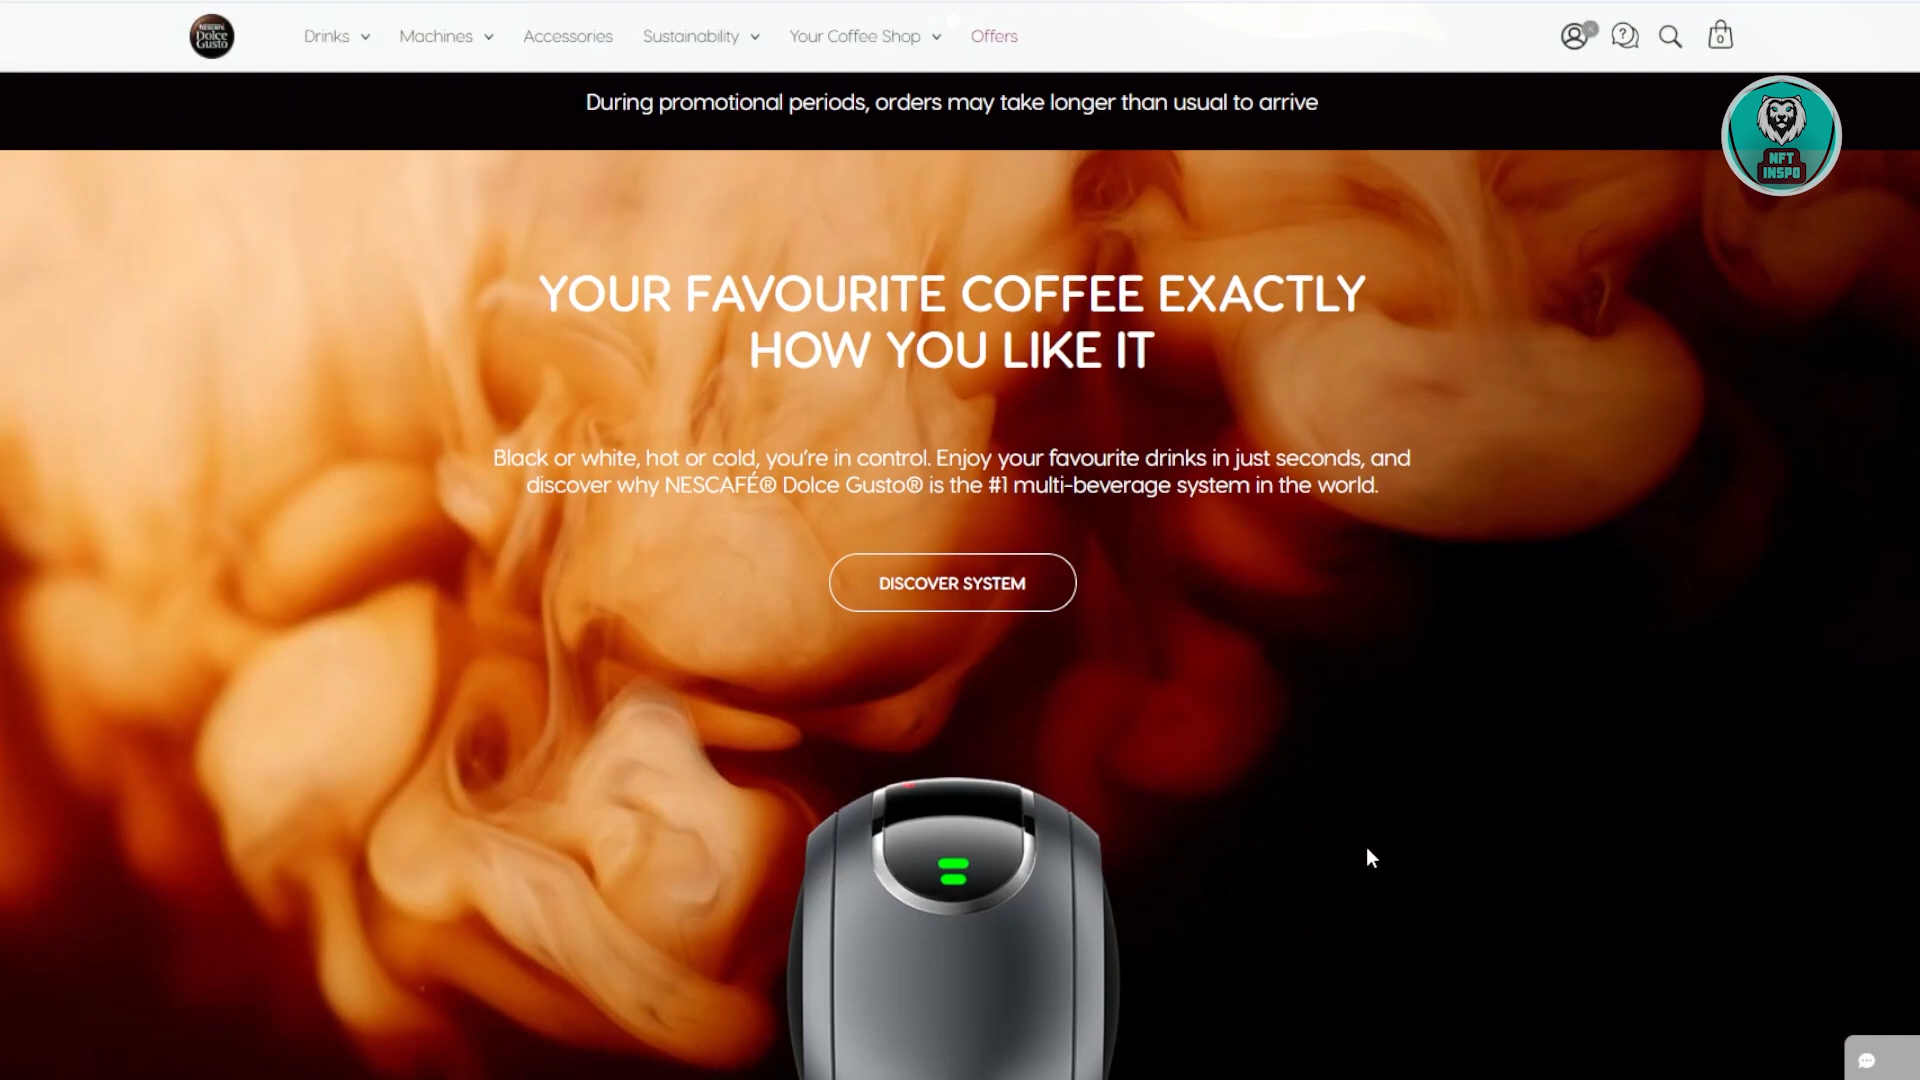 NESCAFÉ
Dolce
Gusto
Drinks
Machines
Accessories
Sustainability
Your Coffee Shop
Offers
0
During promotional periods, orders may take longer than usual to arrive
NFT
INSPO
YOUR FAVOURITE COFFEE EXACTLY
HOW YOU LIKE IT
Black or white, hot or cold, you're in control. Enjoy your favourite drinks in just seconds, and
discover why NESCAFÉ® Dolce Gusto® is the #1 multi-beverage system in the world.
DISCOVER SYSTEM